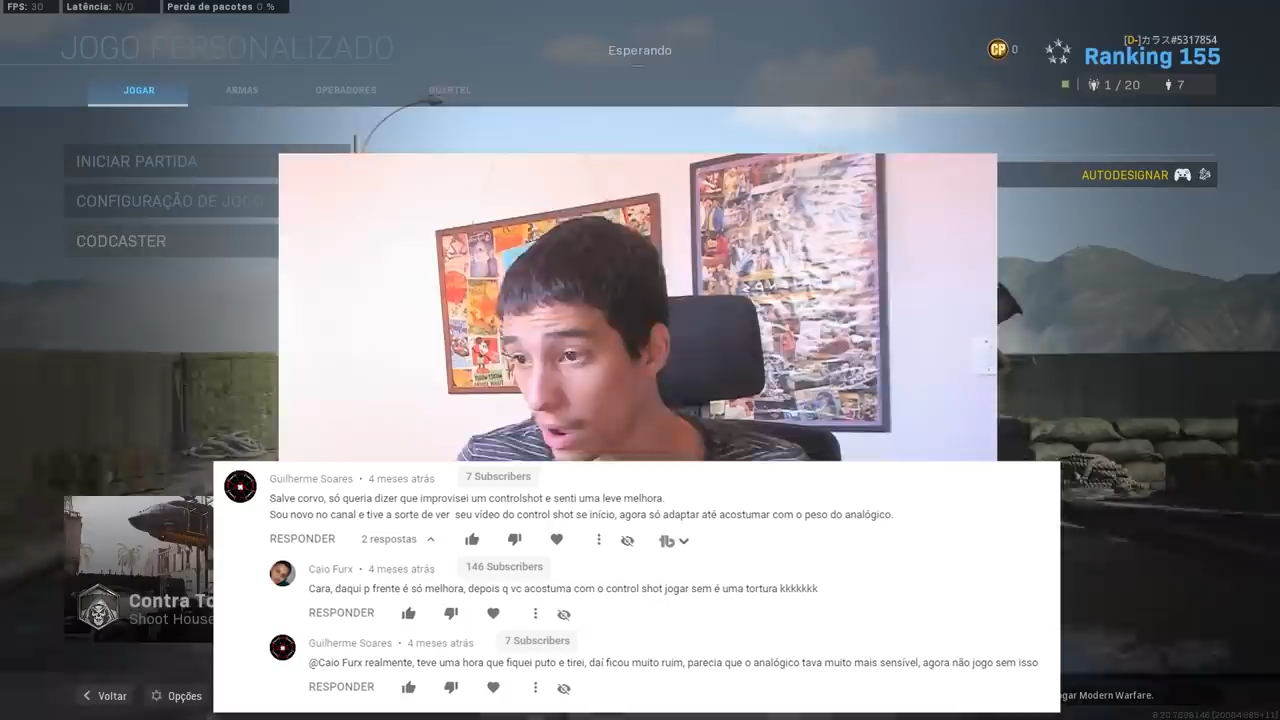 FPS: 30 Latência: N/D Perda de pacotes 0 %
JOGO PERSONALIZADO
Esperando
CP 0
[D-]カラス#5317854
Ranking 155
1 / 20 7
JOGAR ARMAS OPERADORES QUARTEL
INICIAR PARTIDA
CONFIGURAÇÃO DE JOGO
CODCASTER
AUTODESIGNAR
Guilherme Soares • 4 meses atrás 7 Subscribers
Salve corvo, só queria dizer que improvisei um controlshot e senti uma leve melhora.
Sou novo no canal e tive a sorte de ver seu vídeo do control shot se início, agora só adaptar até acostumar com o peso do analógico.
RESPONDER 2 respostas
Caio Furx • 4 meses atrás 146 Subscribers
Cara, daqui p frente é só melhora, depois q vc acostuma com o control shot jogar sem é uma tortura kkkkkkk
RESPONDER
Guilherme Soares • 4 meses atrás 7 Subscribers
@Caio Furx realmente, teve uma hora que fiquei puto e tirei, daí ficou muito ruim, parecia que o analógico tava muito mais sensível, agora não jogo sem isso
RESPONDER
Contra To
Shoot House
Voltar Opções
ogar Modern Warfare.